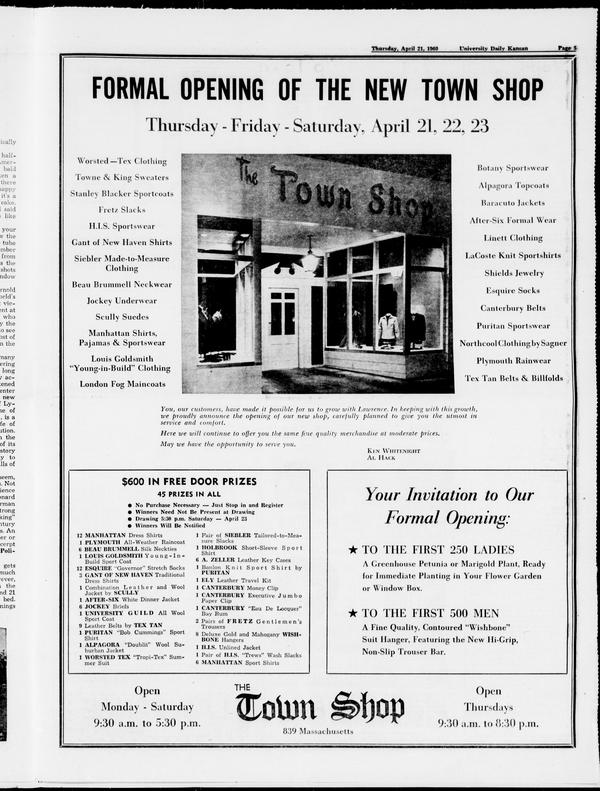 Thursday, April 21, 1960 University Daily Kansan Page 5
FORMAL OPENING OF THE NEW TOWN SHOP
Thursday - Friday - Saturday, April 21, 22, 23
Worsted—Tex Clothing
Towne & King Sweaters
Stanley Blacker Sportcoats
Fretz Slacks
H.I.S. Sportswear
Gant of New Haven Shirts
Siebler Made-to-Measure
Clothing
Beau Brummell Neckwear
Jockey Underwear
Scully Suedes
Manhattan Shirts,
Pajamas & Sportswear
Louis Goldsmith
"Young-in-Build" Clothing
London Fog Maincoats
The Town Shop
Botany Sportswear
Alpagora Topcoats
Baracuto Jackets
After-Six Formal Wear
Linett Clothing
LaCoste Knit Sportshirts
Shields Jewelry
Esquire Socks
Canterbury Belts
Puritan Sportswear
Northcool Clothing by Sagner
Plymouth Rainwear
Tex Tan Belts & Billfolds
You, our customers, have made it possible for us to grow with Lawrence. In keeping with this growth,
we proudly announce the opening of our new shop, carefully planned to give you the utmost in
service and comfort.
Here we will continue to offer you the same fine quality merchandise at moderate prices.
May we have the opportunity to serve you.
Ken Whitenight
Al Hack
$600 IN FREE DOOR PRIZES
45 PRIZES IN ALL
● No Purchase Necessary — Just Stop in and Register
● Winners Need Not Be Present at Drawing
● Drawing 5:30 p.m. Saturday — April 23
● Winners Will Be Notified
12 MANHATTAN Dress Shirts
1 PLYMOUTH All-Weather Raincoat
6 BEAU BRUMMELL Silk Neckties
1 LOUIS GOLDSMITH Young-In-
Build Sport Coat
12 ESQUIRE "Governor" Stretch Socks
3 GANT OF NEW HAVEN Traditional
Dress Shirts
1 Combination Leather and Wool
Jacket by SCULLY
1 AFTER-SIX White Dinner Jacket
6 JOCKEY Briefs
1 UNIVERSITY GUILD All Wool
Sport Coat
9 Leather Belts by TEX TAN
1 PURITAN "Bob Cummings" Sport
Shirt
1 ALPAGORA "Doublit" Wool Su-
burban Jacket
1 WORSTED TEX "Tropi-Tex" Sum-
mer Suit
1 Pair of SIEBLER Tailored-to-Mea-
sure Slacks
1 HOLBROOK Short-Sleeve Sport
Shirt
6 A. ZELLER Leather Key Cases
1 Banlon Knit Sport Shirt by
PURITAN
1 ELY Leather Travel Kit
1 CANTERBURY Money Clip
1 CANTERBURY Executive Jumbo
Paper Clip
1 CANTERBURY "Eau De Locquer"
Bay Rum
2 Pairs of FRETZ Gentlemen's
Trousers
8 Deluxe Gold and Mahogany WISH-
BONE Hangers
1 H.I.S. Unlined Jacket
1 Pair of H.I.S. "Trews" Wash Slacks
6 MANHATTAN Sport Shirts
Your Invitation to Our
Formal Opening:
★ TO THE FIRST 250 LADIES
A Greenhouse Petunia or Marigold Plant, Ready
for Immediate Planting in Your Flower Garden
or Window Box.
★ TO THE FIRST 500 MEN
A Fine Quality, Contoured "Wishbone"
Suit Hanger, Featuring the New Hi-Grip,
Non-Slip Trouser Bar.
Open
Monday - Saturday
9:30 a.m. to 5:30 p.m.
THE
Town Shop
839 Massachusetts
Open
Thursdays
9:30 a.m. to 8:30 p.m.